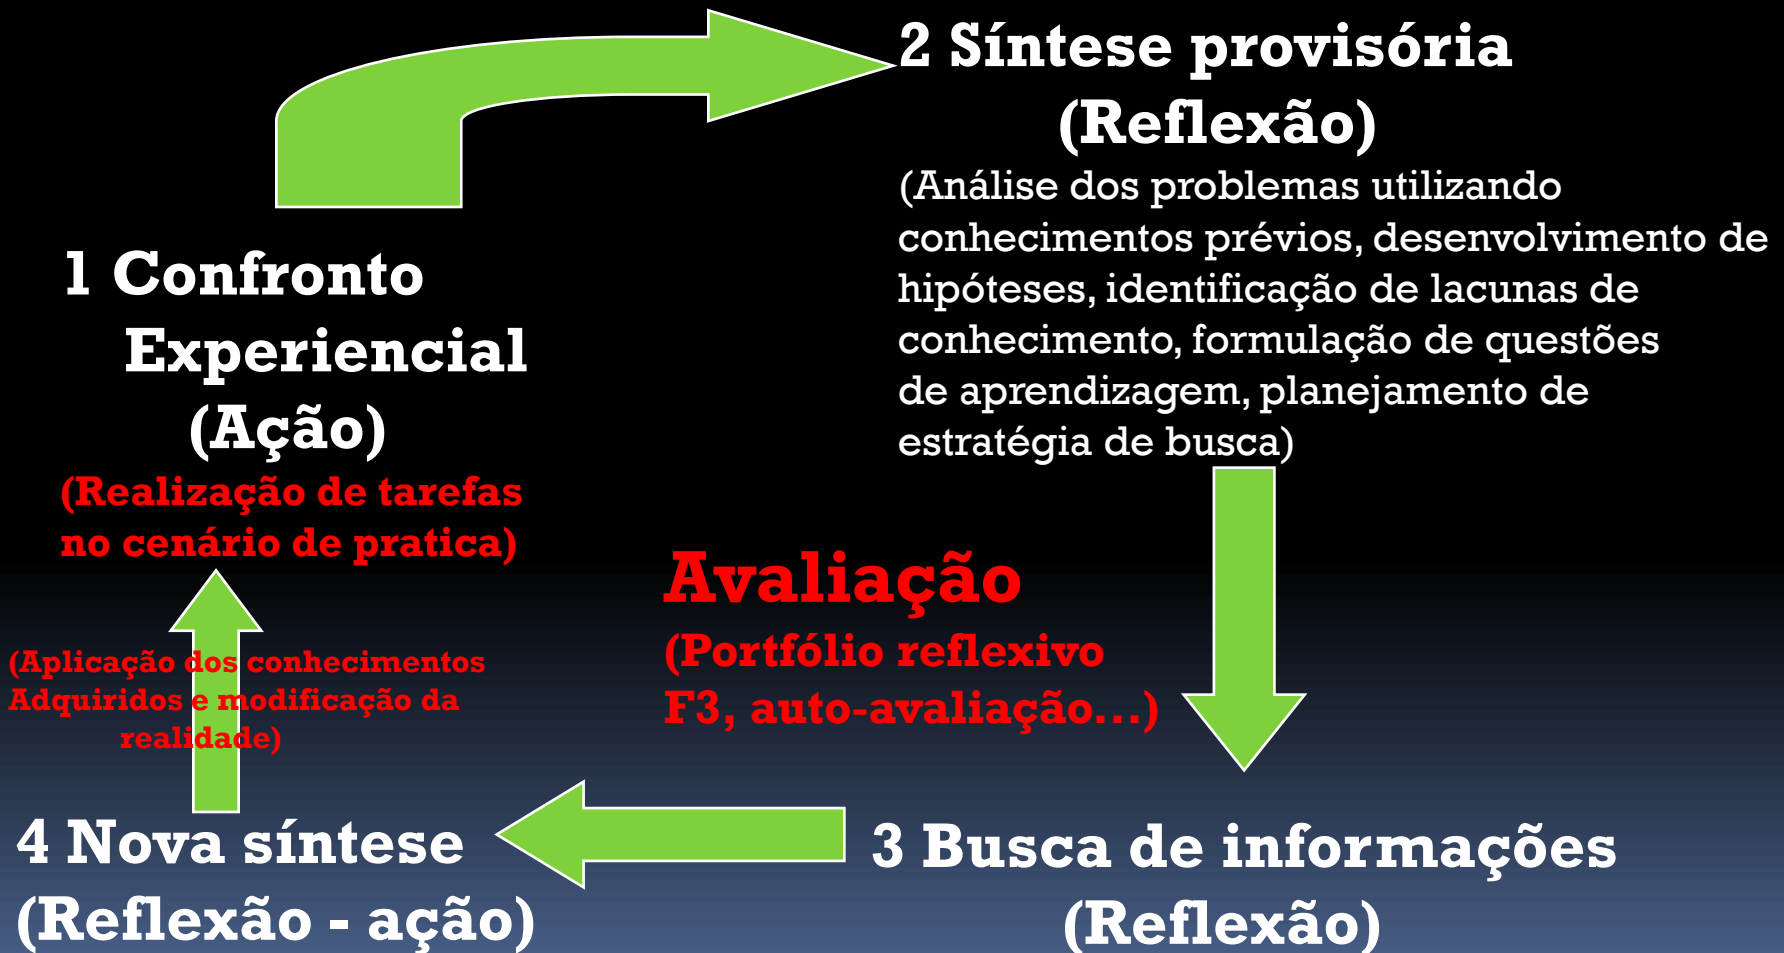 1 Confronto
Experiencial
(Ação)
(Realização de tarefas
no cenário de pratica)
2 Síntese provisória
(Reflexão)
(Análise dos problemas utilizando
conhecimentos prévios, desenvolvimento de
hipóteses, identificação de lacunas de
conhecimento, formulação de questões
de aprendizagem, planejamento de
estratégia de busca)
Avaliação
(Portfólio reflexivo
F3, auto-avaliação...)
3 Busca de informações
(Reflexão)
4 Nova síntese
(Reflexão - ação)
(Aplicação dos conhecimentos
Adquiridos e modificação da
realidade)